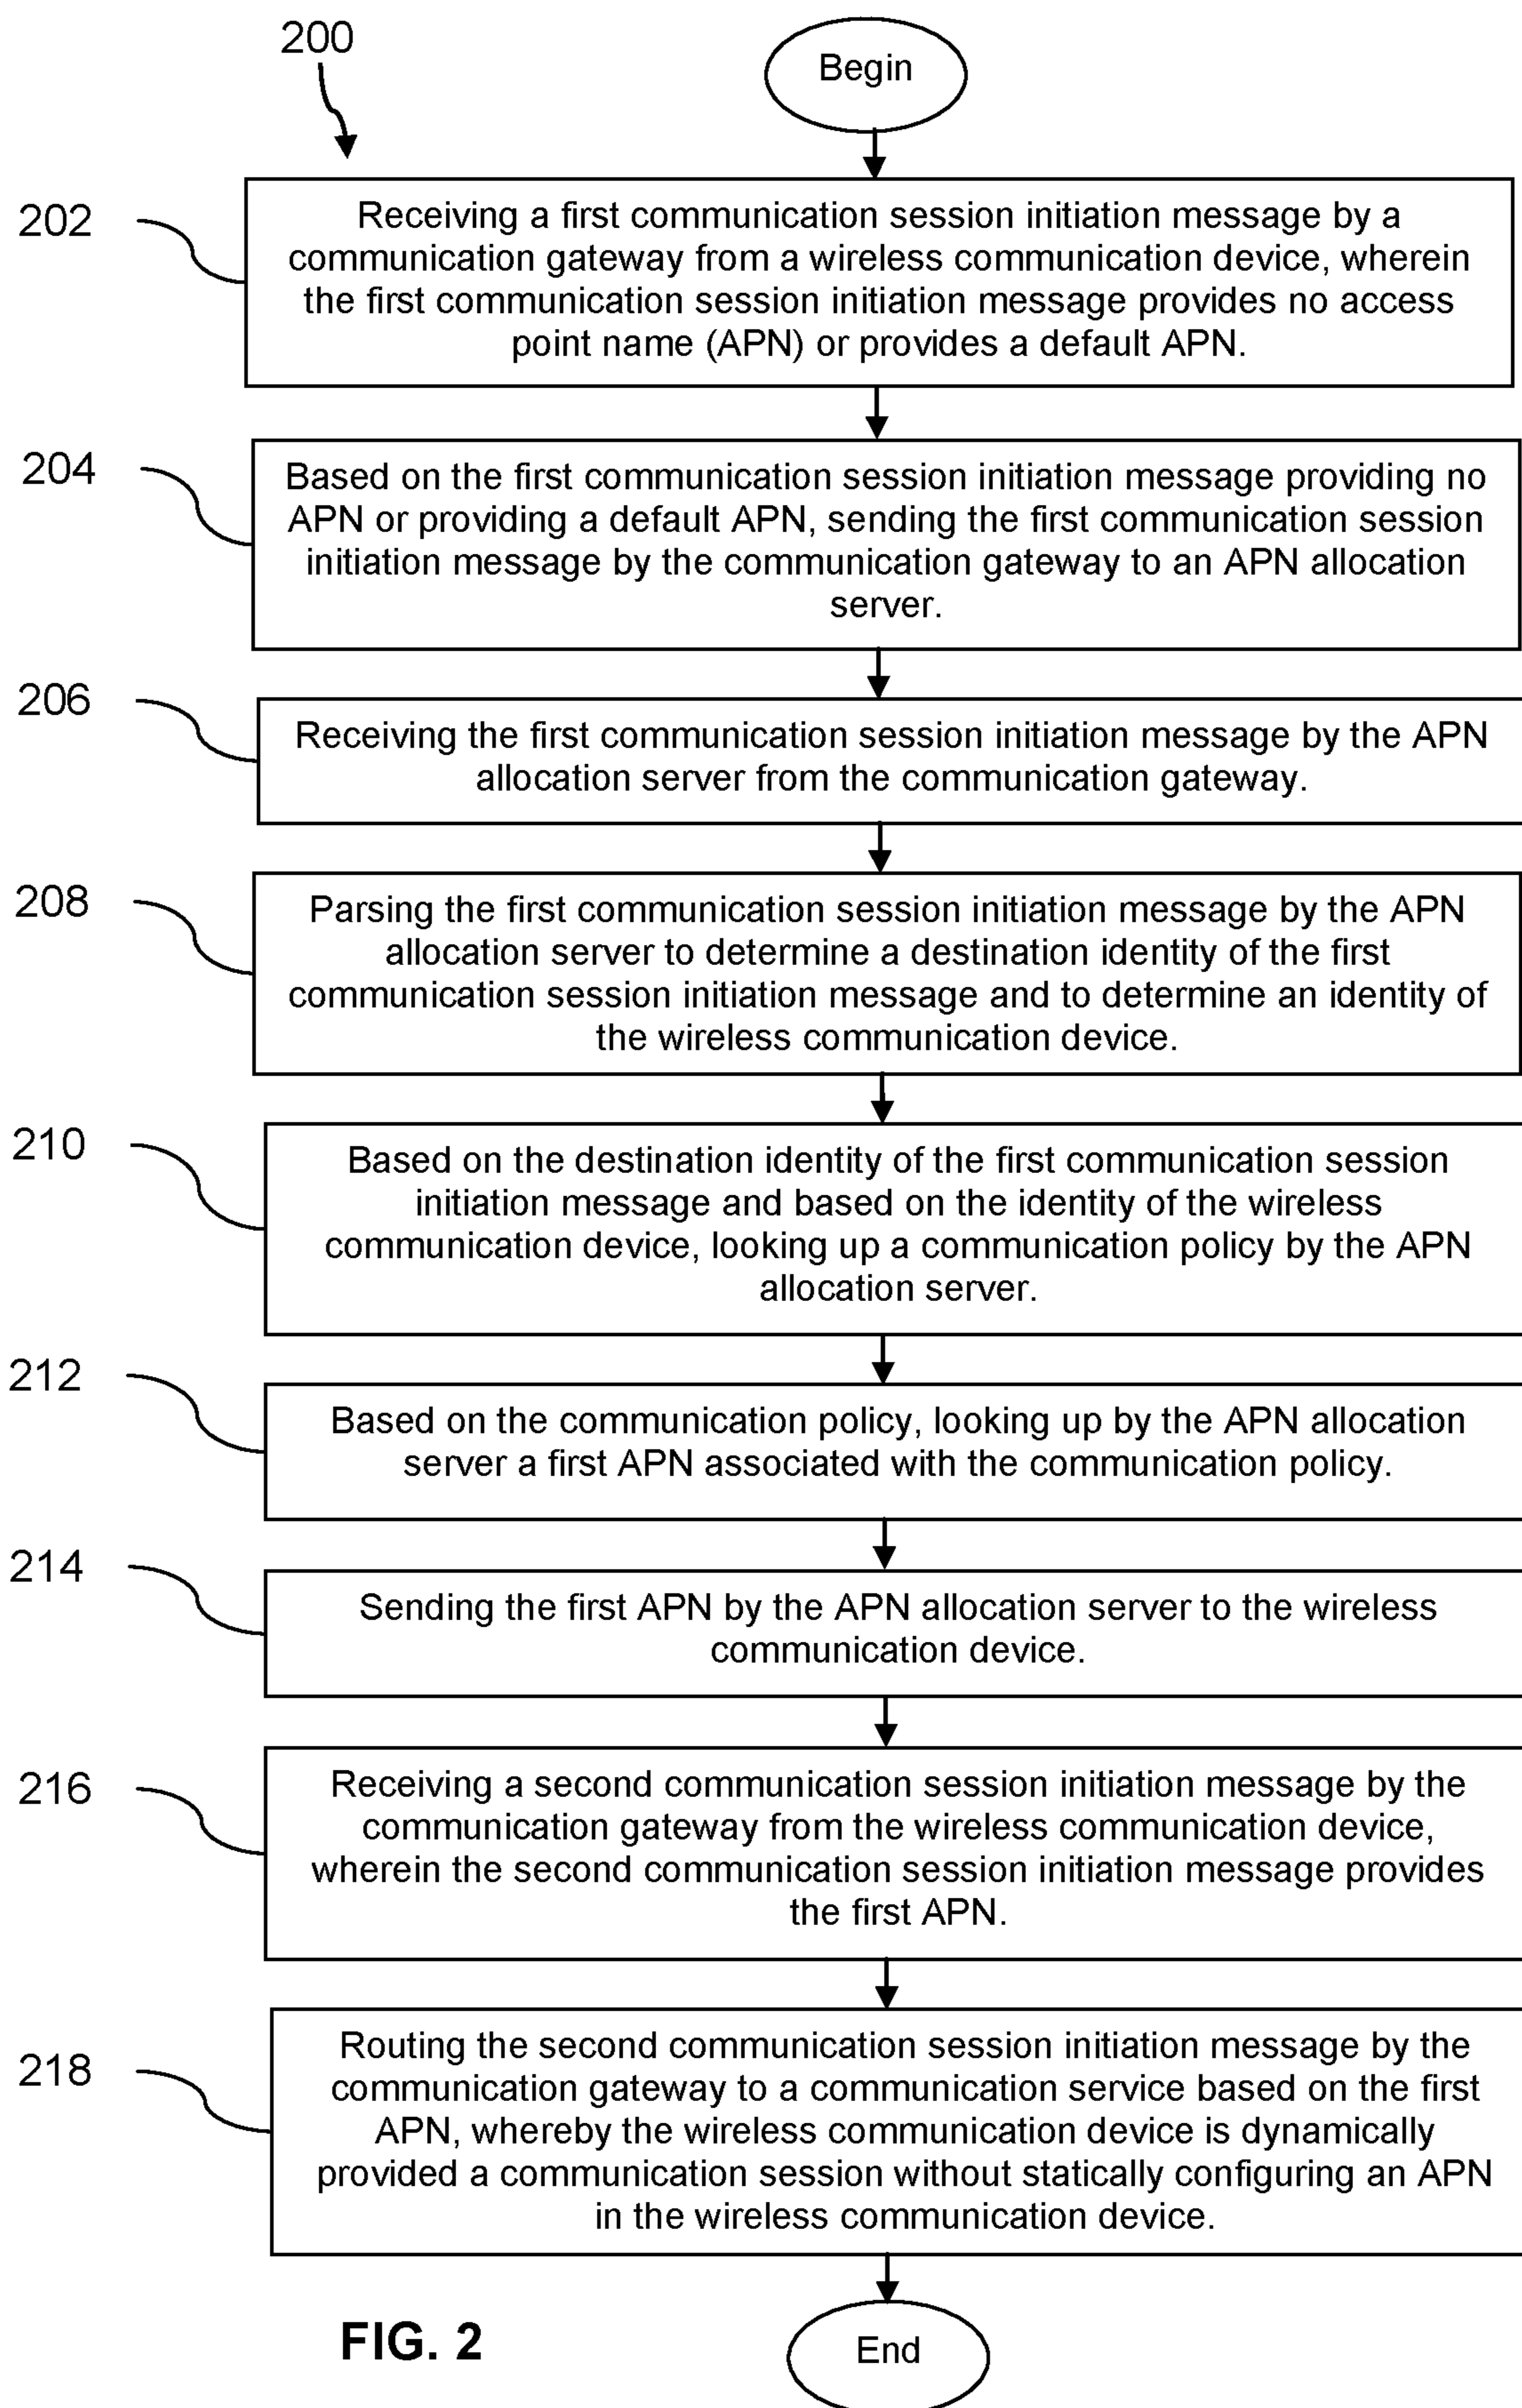 200
Begin
202
Receiving a first communication session initiation message by a
communication gateway from a wireless communication device, wherein
the first communication session initiation message provides no access
point name (APN) or provides a default APN.
204
Based on the first communication session initiation message providing no
APN or providing a default APN, sending the first communication session
initiation message by the communication gateway to an APN allocation
server.
206
Receiving the first communication session initiation message by the APN
allocation server from the communication gateway.
208
Parsing the first communication session initiation message by the APN
allocation server to determine a destination identity of the first
communication session initiation message and to determine an identity of
the wireless communication device.
210
Based on the destination identity of the first communication session
initiation message and based on the identity of the wireless
communication device, looking up a communication policy by the APN
allocation server.
212
Based on the communication policy, looking up by the APN allocation
server a first APN associated with the communication policy.
214
Sending the first APN by the APN allocation server to the wireless
communication device.
216
Receiving a second communication session initiation message by the
communication gateway from the wireless communication device,
wherein the second communication session initiation message provides
the first APN.
218
Routing the second communication session initiation message by the
communication gateway to a communication service based on the first
APN, whereby the wireless communication device is dynamically
provided a communication session without statically configuring an APN
in the wireless communication device.
FIG. 2
End